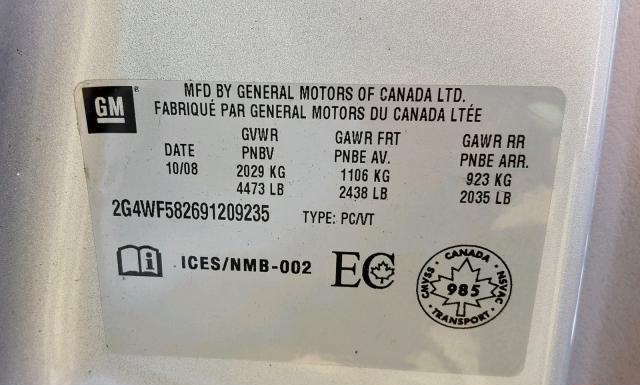 GM
MFD BY GENERAL MOTORS OF CANADA LTD.
FABRIQUÉ PAR GENERAL MOTORS DU CANADA LTÉE
GVWR GAWR FRT GAWR RR
DATE PNBV PNBE AV. PNBE ARR.
10/08 2029 KG 1106 KG 923 KG
4473 LB 2438 LB 2035 LB
2G4WF582691209235 TYPE: PC/VT
ICES/NMB-002 EC
CANADA
CMVSS NSVAC
985
TRANSPORT